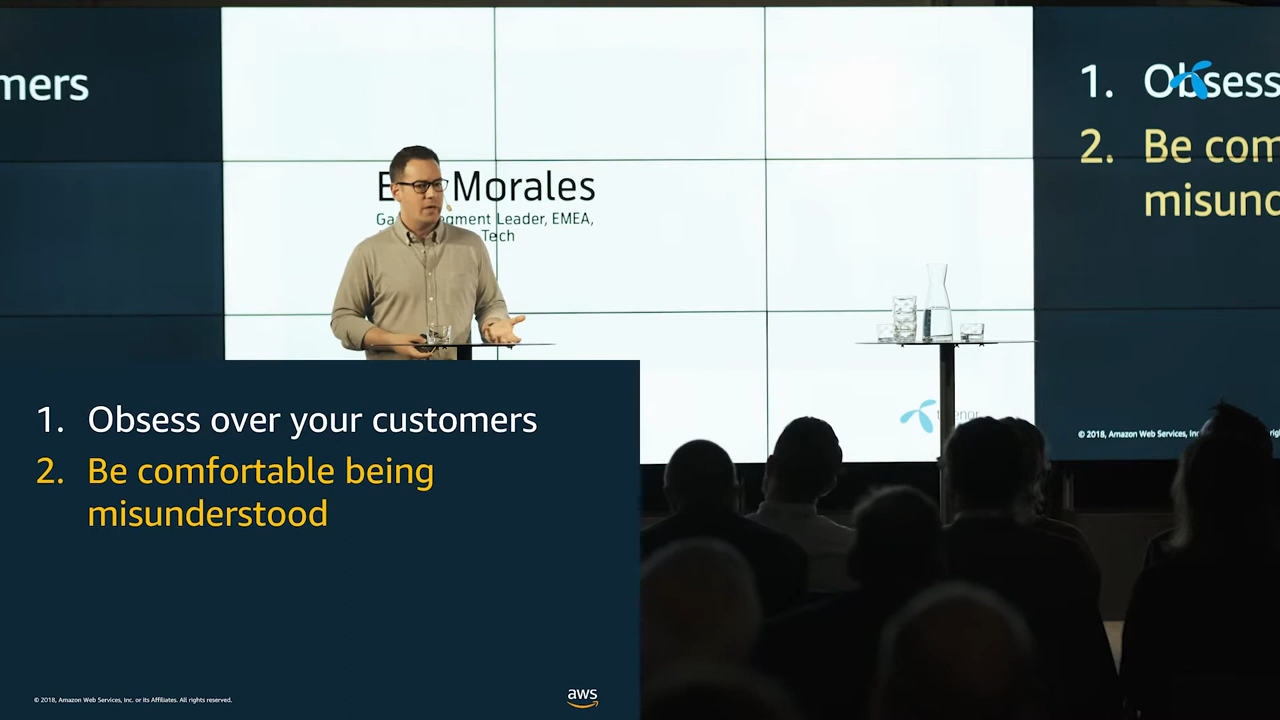 mers
1. Obsess
2. Be com
misund
Morales
Segment Leader, EMEA,
Tech
telenor
© 2018, Amazon Web Services, Inc
1. Obsess over your customers
2. Be comfortable being
misunderstood
© 2018, Amazon Web Services, Inc. or its Affiliates. All rights reserved.
aws